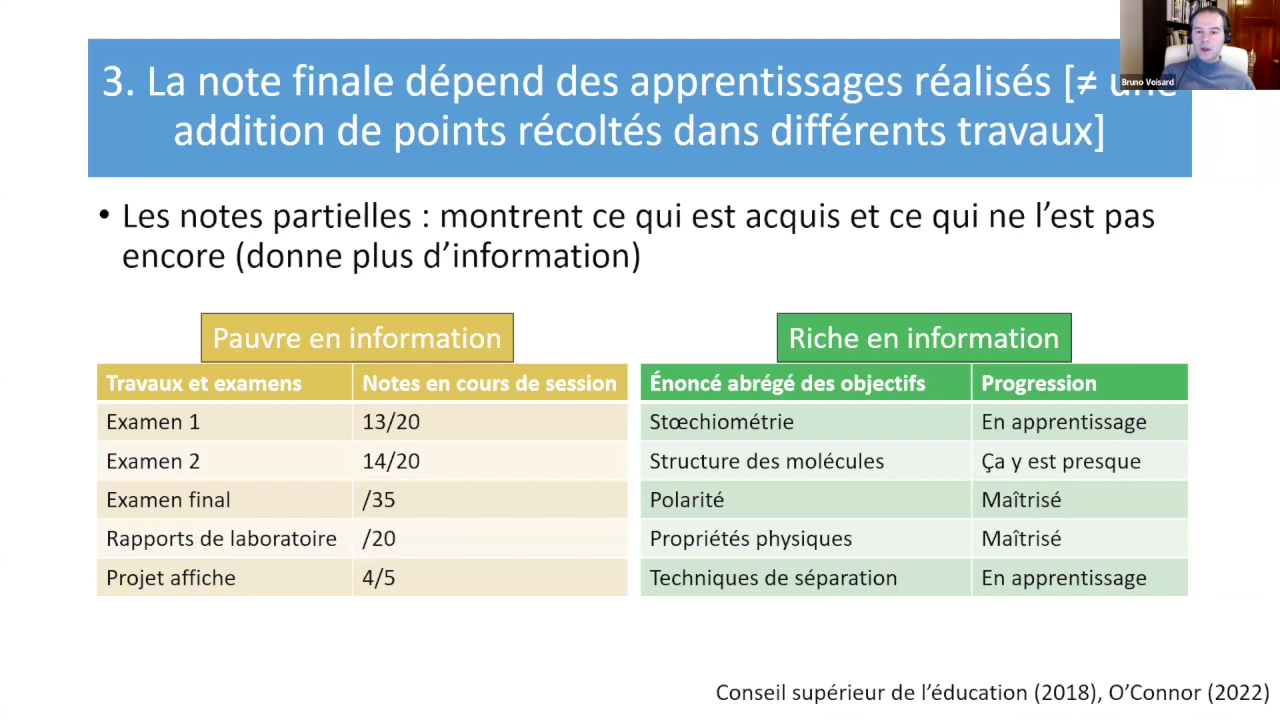 3. La note finale dépend des apprentissages réalisés [≠ une
addition de points récoltés dans différents travaux]
Bruno Voisard
• Les notes partielles : montrent ce qui est acquis et ce qui ne l’est pas
encore (donne plus d’information)
Pauvre en information
Travaux et examens Notes en cours de session
Examen 1 13/20
Examen 2 14/20
Examen final /35
Rapports de laboratoire /20
Projet affiche 4/5
Riche en information
Énoncé abrégé des objectifs Progression
Stœchiométrie En apprentissage
Structure des molécules Ça y est presque
Polarité Maîtrisé
Propriétés physiques Maîtrisé
Techniques de séparation En apprentissage
Conseil supérieur de l’éducation (2018), O’Connor (2022)